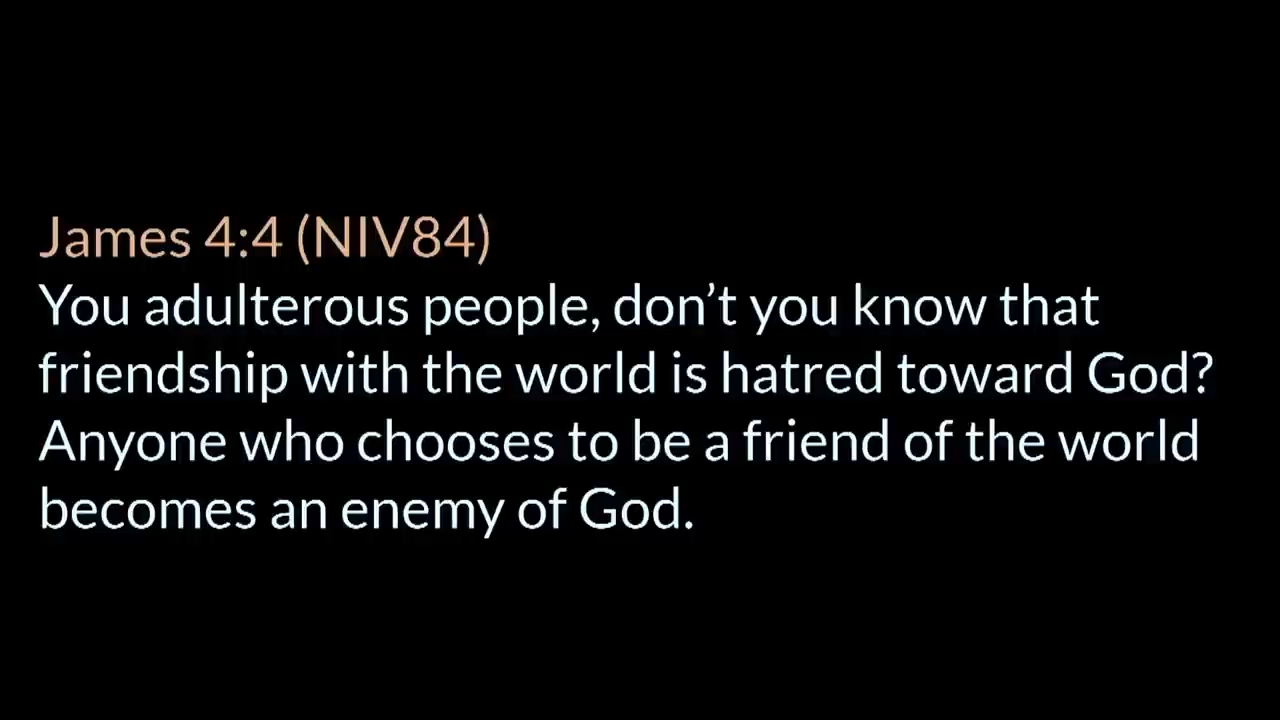 James 4:4 (NIV84)
You adulterous people, don’t you know that
friendship with the world is hatred toward God?
Anyone who chooses to be a friend of the world
becomes an enemy of God.